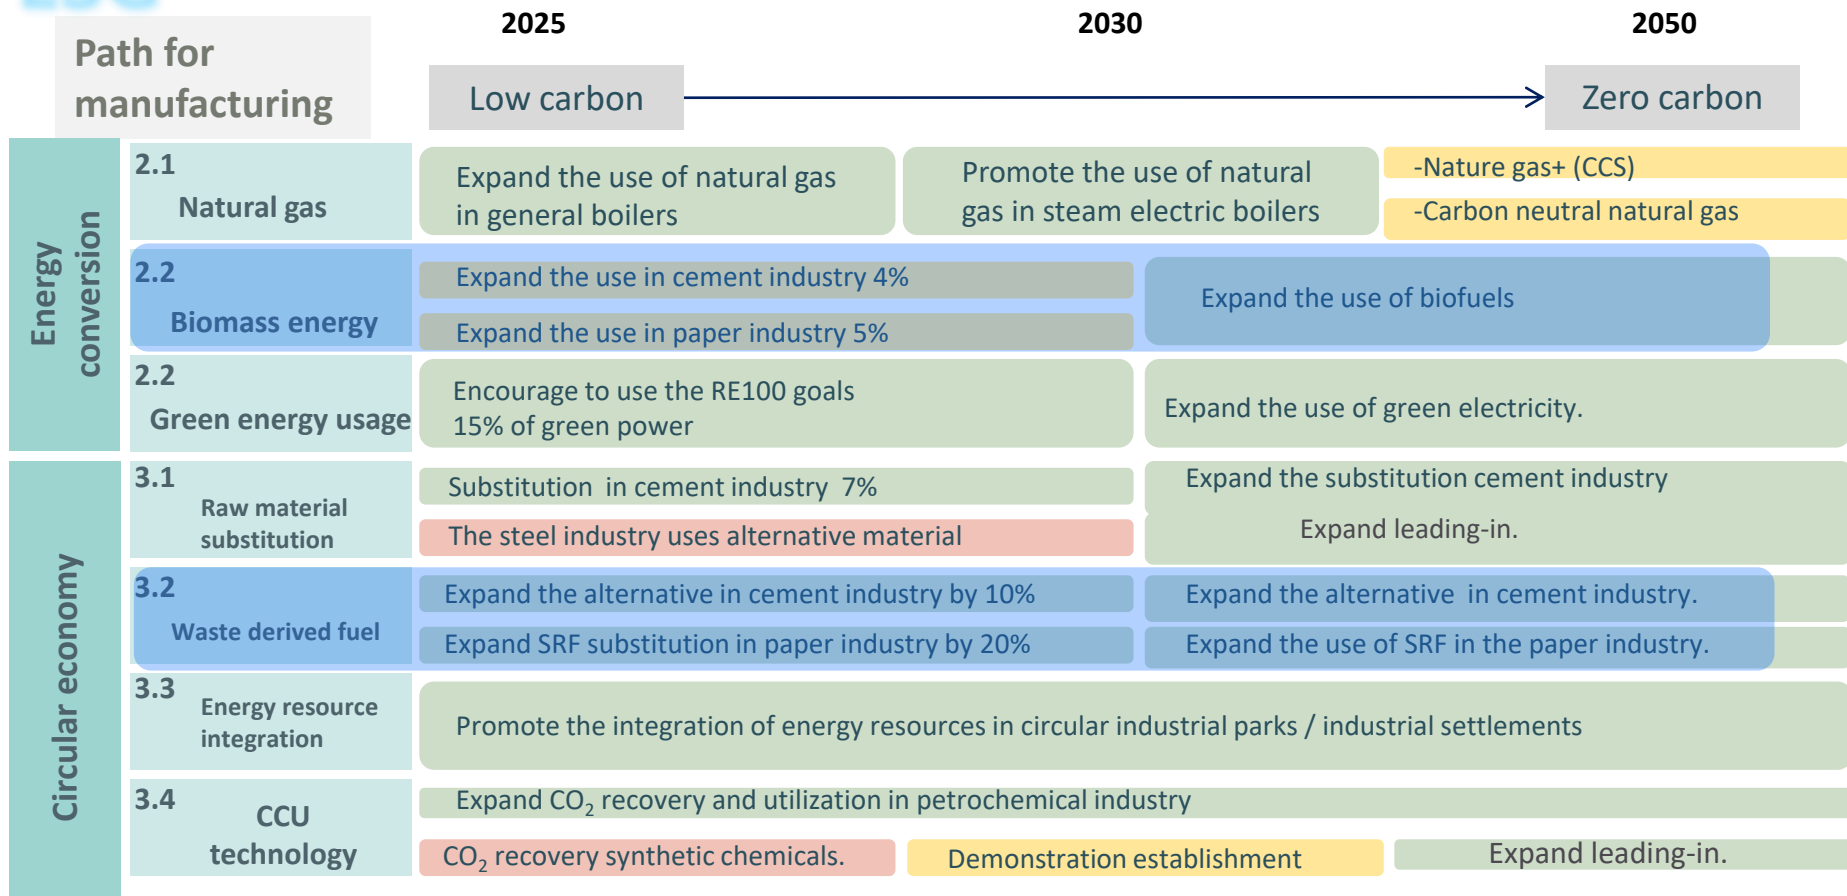 ESG
Path for
manufacturing
2025
2030
2050
Low carbon
Zero carbon
Energy
conversion
2.1
Natural gas
Expand the use of natural gas
in general boilers
Promote the use of natural
gas in steam electric boilers
-Nature gas+ (CCS)
-Carbon neutral natural gas
2.2
Biomass energy
Expand the use in cement industry 4%
Expand the use in paper industry 5%
Expand the use of biofuels
2.2
Green energy usage
Encourage to use the RE100 goals
15% of green power
Expand the use of green electricity.
Circular economy
3.1
Raw material
substitution
Substitution in cement industry 7%
The steel industry uses alternative material
Expand the substitution cement industry
Expand leading-in.
3.2
Waste derived fuel
Expand the alternative in cement industry by 10%
Expand SRF substitution in paper industry by 20%
Expand the alternative in cement industry.
Expand the use of SRF in the paper industry.
3.3
Energy resource
integration
Promote the integration of energy resources in circular industrial parks / industrial settlements
3.4
CCU
technology
Expand CO₂ recovery and utilization in petrochemical industry
CO₂ recovery synthetic chemicals.
Demonstration establishment
Expand leading-in.